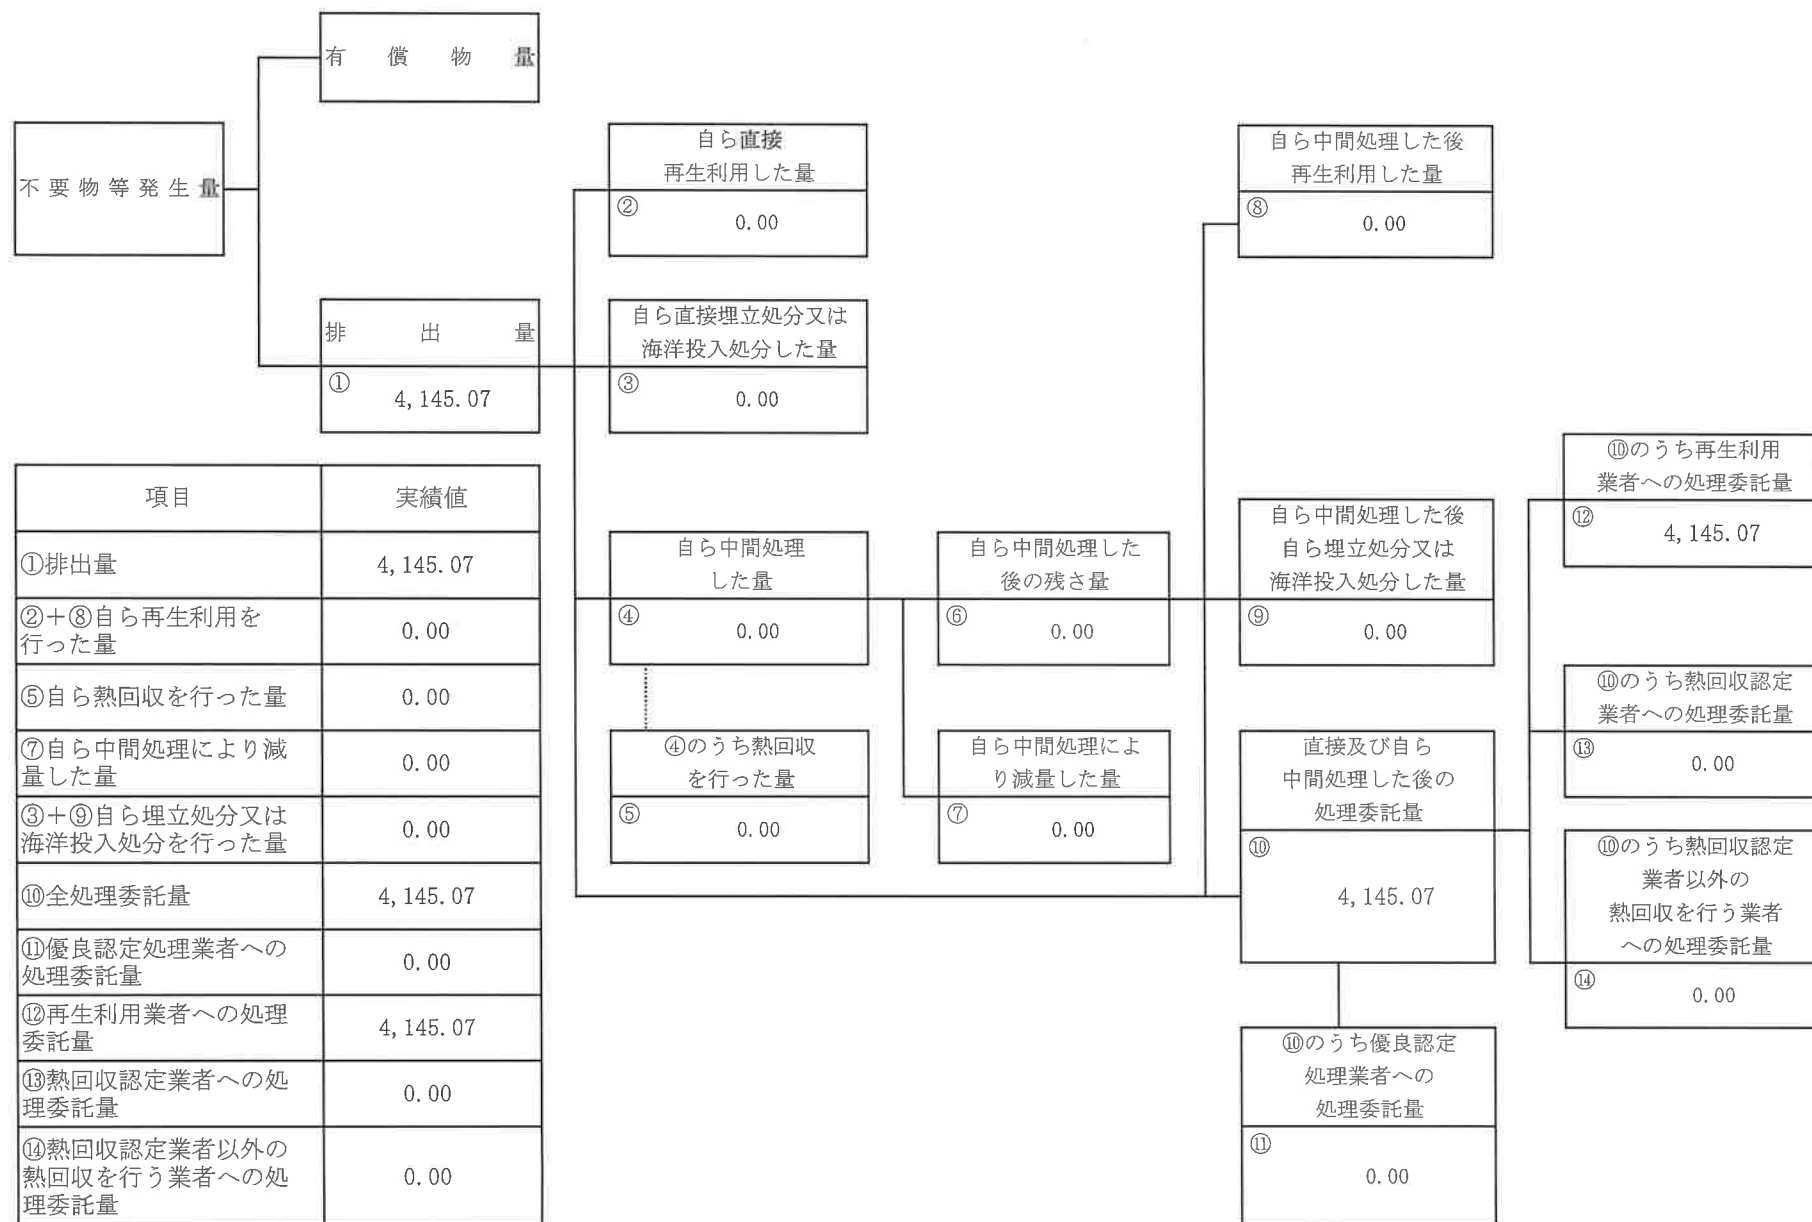 有償物量
不要物等発生量
排出量
① 4,145.07
自ら直接
再生利用した量
② 0.00
自ら直接埋立処分又は
海洋投入処分した量
③ 0.00
自ら中間処理した後
再生利用した量
⑧ 0.00
項目 実績値
①排出量 4,145.07
②+⑧自ら再生利用を
行った量
0.00
⑤自ら熱回収を行った量 0.00
⑦自ら中間処理により減
量した量
0.00
③+⑨自ら埋立処分又は
海洋投入処分を行った量
0.00
⑩全処理委託量 4,145.07
⑪優良認定処理業者への
処理委託量
0.00
⑫再生利用業者への処理
委託量
4,145.07
⑬熱回収認定業者への処
理委託量
0.00
⑭熱回収認定業者以外の
熱回収を行う業者への処
理委託量
0.00
自ら中間処理
した量
④ 0.00
④のうち熱回収
を行った量
⑤ 0.00
自ら中間処理した
後の残さ量
⑥ 0.00
自ら中間処理によ
り減量した量
⑦ 0.00
自ら中間処理した後
自ら埋立処分又は
海洋投入処分した量
⑨ 0.00
直接及び自ら
中間処理した後の
処理委託量
⑩
4,145.07
⑩のうち優良認定
処理業者への
処理委託量
⑪
0.00
⑩のうち再生利用
業者への処理委託量
⑫ 4,145.07
⑩のうち熱回収認定
業者への処理委託量
⑬ 0.00
⑩のうち熱回収認定
業者以外の
熱回収を行う業者
への処理委託量
⑭ 0.00